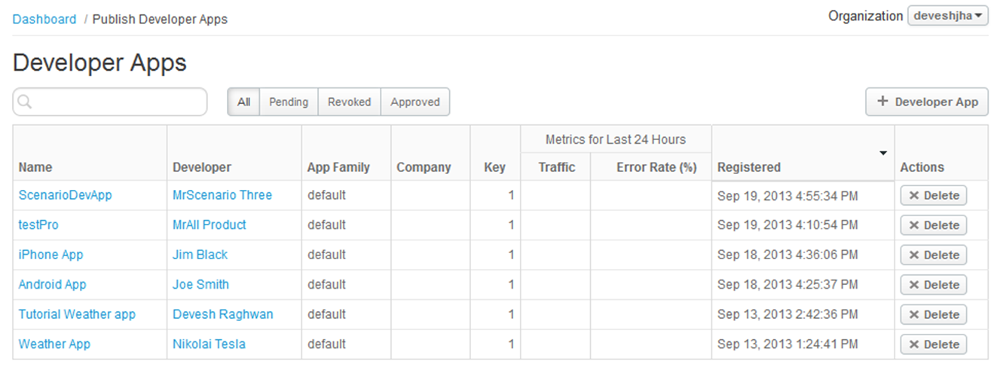 Dashboard / Publish Developer Apps Organization deveshjha
Developer Apps
All Pending Revoked Approved + Developer App
Metrics for Last 24 Hours
Name Developer App Family Company Key Traffic Error Rate (%) Registered Actions
ScenarioDevApp MrScenario Three default 1 Sep 19, 2013 4:55:34 PM × Delete
testPro MrAll Product default 1 Sep 19, 2013 4:10:54 PM × Delete
iPhone App Jim Black default 1 Sep 18, 2013 4:36:06 PM × Delete
Android App Joe Smith default 1 Sep 18, 2013 4:25:37 PM × Delete
Tutorial Weather app Devesh Raghwan default 1 Sep 13, 2013 2:42:36 PM × Delete
Weather App Nikolai Tesla default 1 Sep 13, 2013 1:24:41 PM × Delete